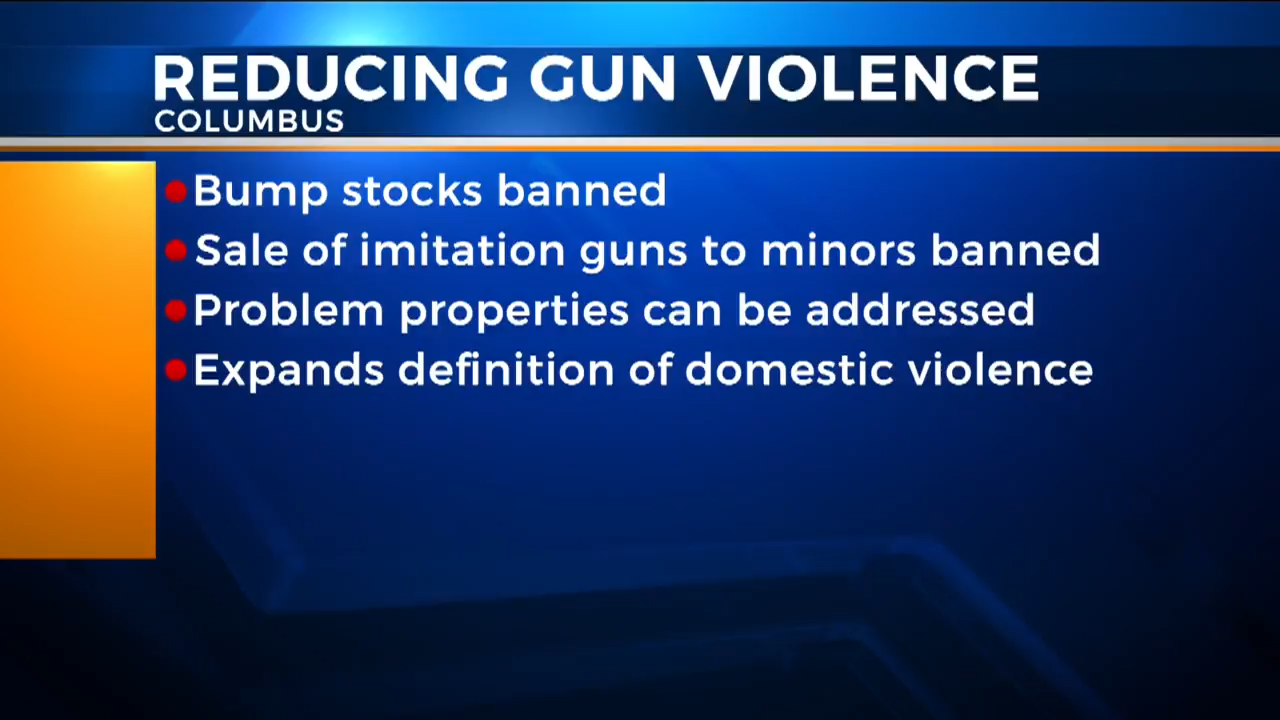 REDUCING GUN VIOLENCE
COLUMBUS
Bump stocks banned
Sale of imitation guns to minors banned
Problem properties can be addressed
Expands definition of domestic violence